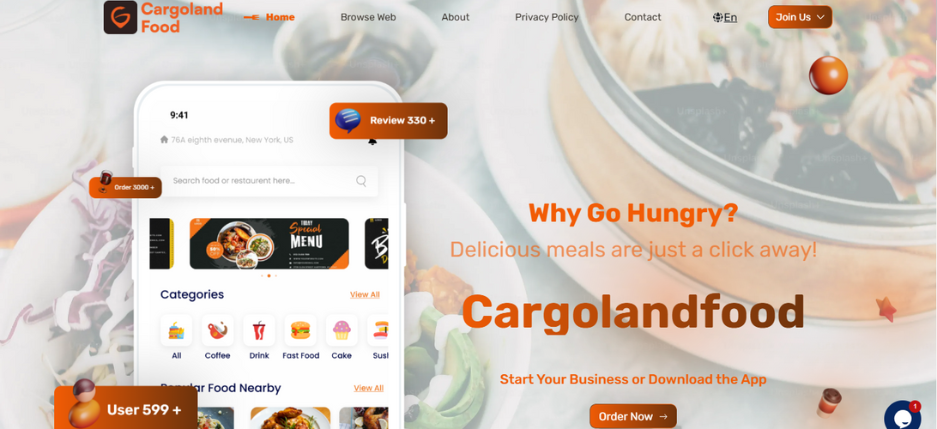 Cargoland
Food
Home
Browse Web
About
Privacy Policy
Contact
En
Join Us
9:41
76A eighth avenue, New York, US
Review 330 +
Order 3000 +
Search food or restaurent here...
TODAY
Special
MENU
Categories
View All
All
Coffee
Drink
Fast Food
Cake
Sush
Popular Food Nearby
View All
User 599 +
Why Go Hungry?
Delicious meals are just a click away!
Cargolandfood
Start Your Business or Download the App
Order Now →
1